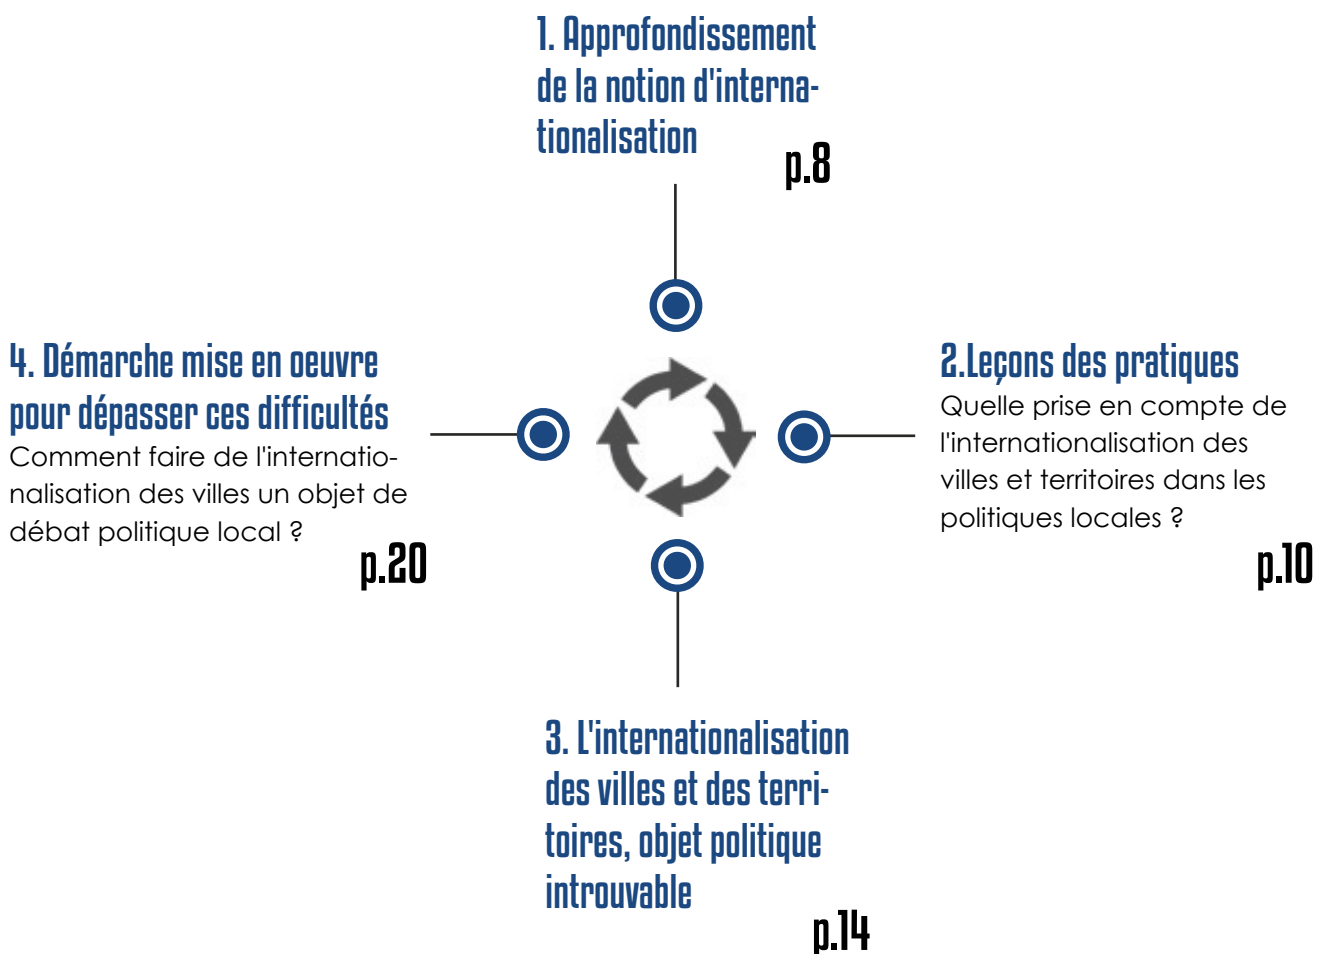 1. Approfondissement
de la notion d'interna-
tionalisation
p.8
2.Leçons des pratiques
Quelle prise en compte de
l'internationalisation des
villes et territoires dans les
politiques locales ?
p.10
3. L'internationalisation
des villes et des terri-
toires, objet politique
introuvable
p.14
4. Démarche mise en oeuvre
pour dépasser ces difficultés
Comment faire de l'internatio-
nalisation des villes un objet de
débat politique local ?
p.20